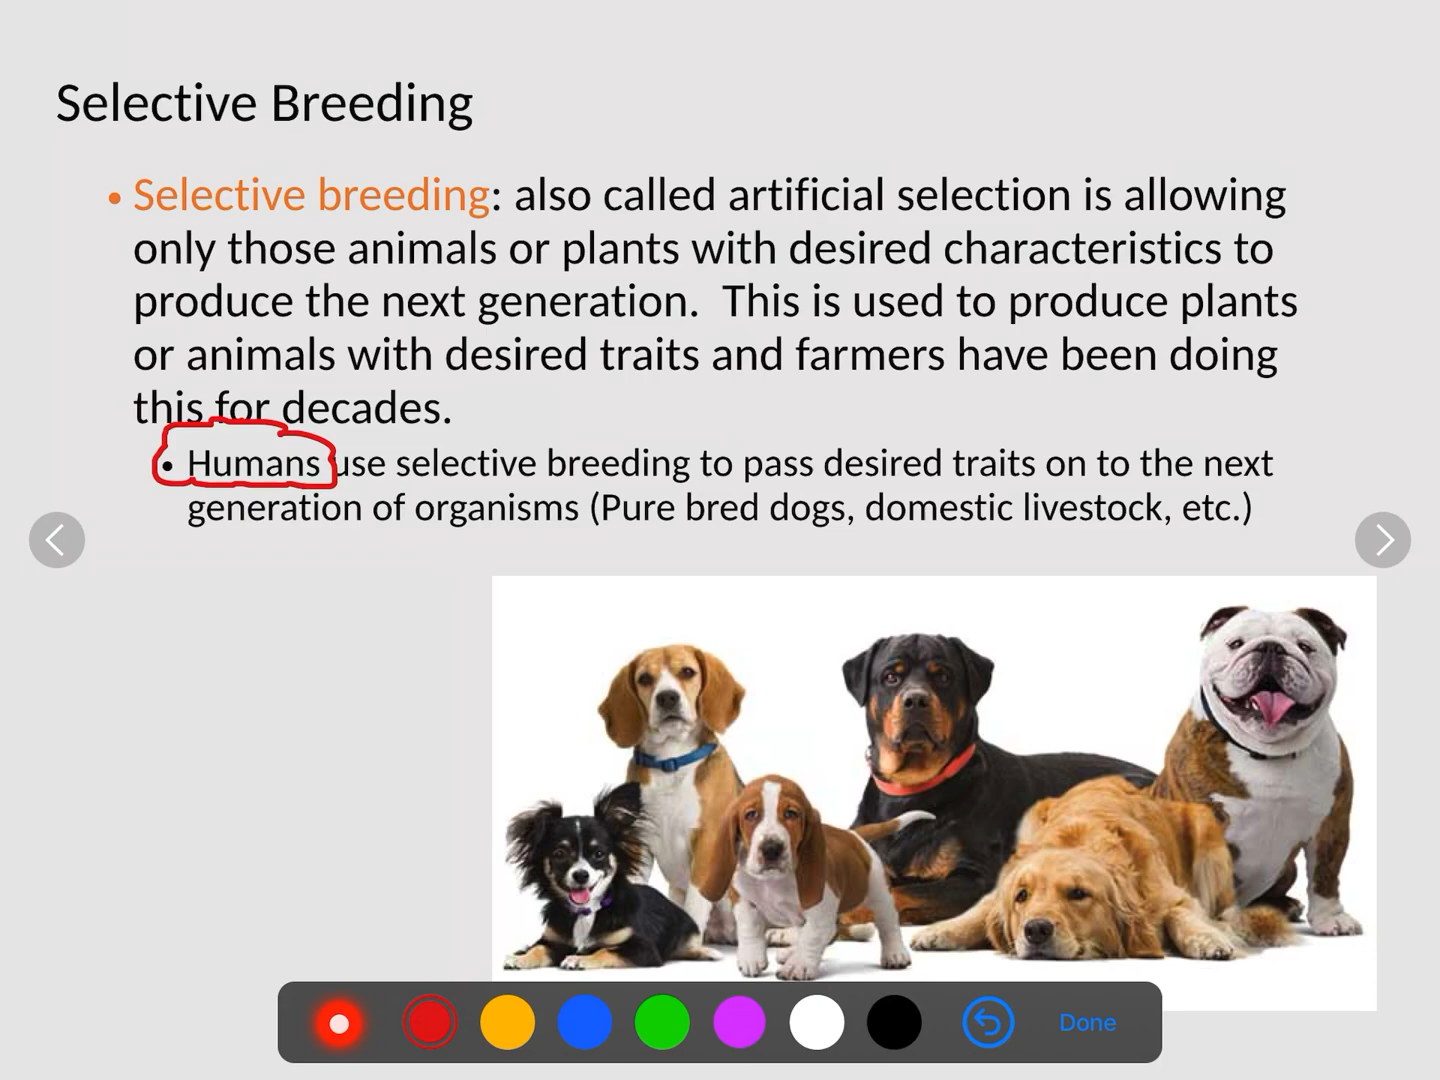 Selective Breeding
• Selective breeding: also called artificial selection is allowing
only those animals or plants with desired characteristics to
produce the next generation.  This is used to produce plants
or animals with desired traits and farmers have been doing
this for decades.
• Humans use selective breeding to pass desired traits on to the next
generation of organisms (Pure bred dogs, domestic livestock, etc.)
Done